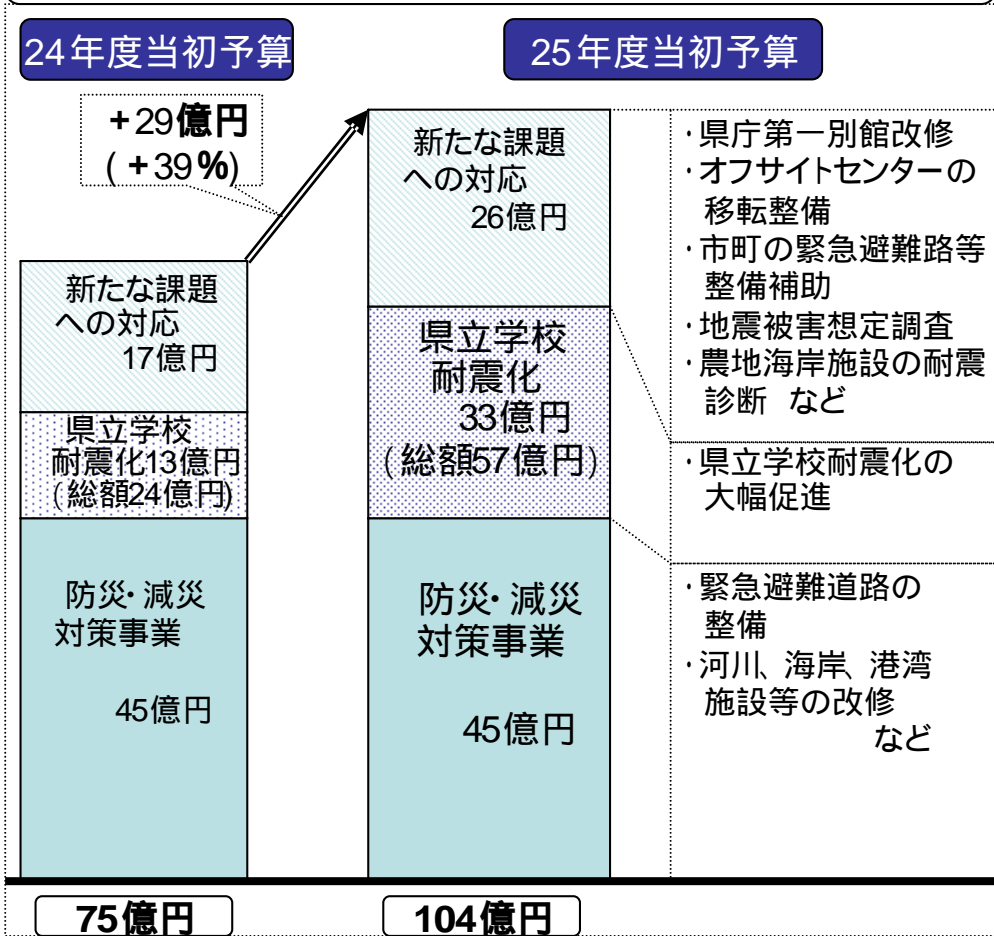 24年度当初予算
25年度当初予算
+29億円
(+39%)
新たな課題
への対応
17億円
県立学校
耐震化13億円
(総額24億円)
防災・減災
対策事業
45億円
75億円
新たな課題
への対応
26億円
県立学校
耐震化
33億円
(総額57億円)
防災・減災
対策事業
45億円
104億円
・県庁第一別館改修
・オフサイトセンターの
移転整備
・市町の緊急避難路等
整備補助
・地震被害想定調査
・農地海岸施設の耐震
診断 など
・県立学校耐震化の
大幅促進
・緊急避難道路の
整備
・河川、海岸、港湾
施設等の改修
など